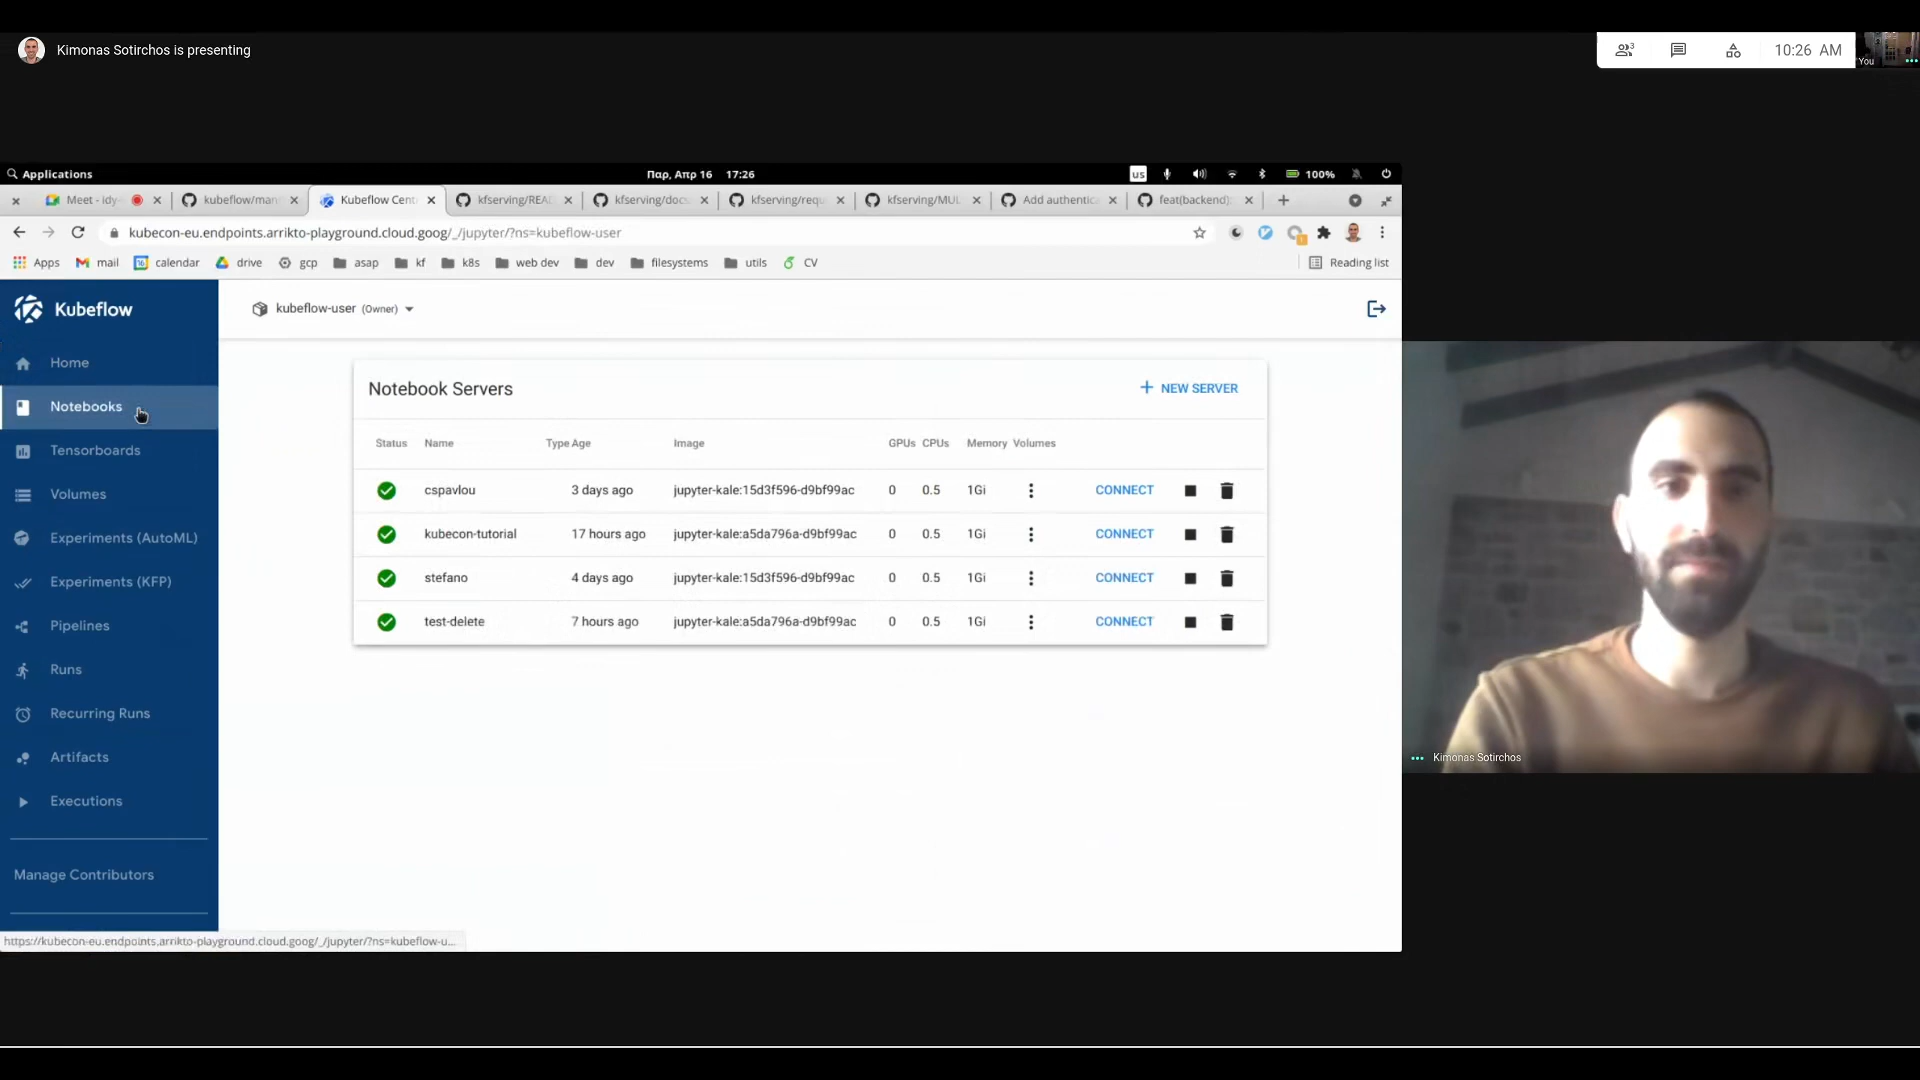 Kimonas Sotirchos is presenting
3
10:26 AM
You
Applications
Παρ, Απρ 16 17:26
us
100%
Meet - idy-
kubeflow/man
Kubeflow Cent
kfserving/REA
kfserving/docs
kfserving/requ
kfserving/MUL
Add authentic
feat(backend)
kubecon-eu.endpoints.arrikto-playground.cloud.goog/_/jupyter/?ns=kubeflow-user
Apps
mail
calendar
drive
gcp
asap
kf
k8s
web dev
dev
filesystems
utils
CV
Reading list
Kubeflow
kubeflow-user (Owner)
Home
Notebooks
Tensorboards
Volumes
Experiments (AutoML)
Experiments (KFP)
Pipelines
Runs
Recurring Runs
Artifacts
Executions
Manage Contributors
Notebook Servers
+ NEW SERVER
Status Name Type Age Image GPUs CPUs Memory Volumes
cspavlou 3 days ago jupyter-kale:15d3f596-d9bf99ac 0 0.5 1Gi CONNECT
kubecon-tutorial 17 hours ago jupyter-kale:a5da796a-d9bf99ac 0 0.5 1Gi CONNECT
stefano 4 days ago jupyter-kale:15d3f596-d9bf99ac 0 0.5 1Gi CONNECT
test-delete 7 hours ago jupyter-kale:a5da796a-d9bf99ac 0 0.5 1Gi CONNECT
https://kubecon-eu.endpoints.arrikto-playground.cloud.goog/_/jupyter/?ns=kubeflow-u...
Kimonas Sotirchos